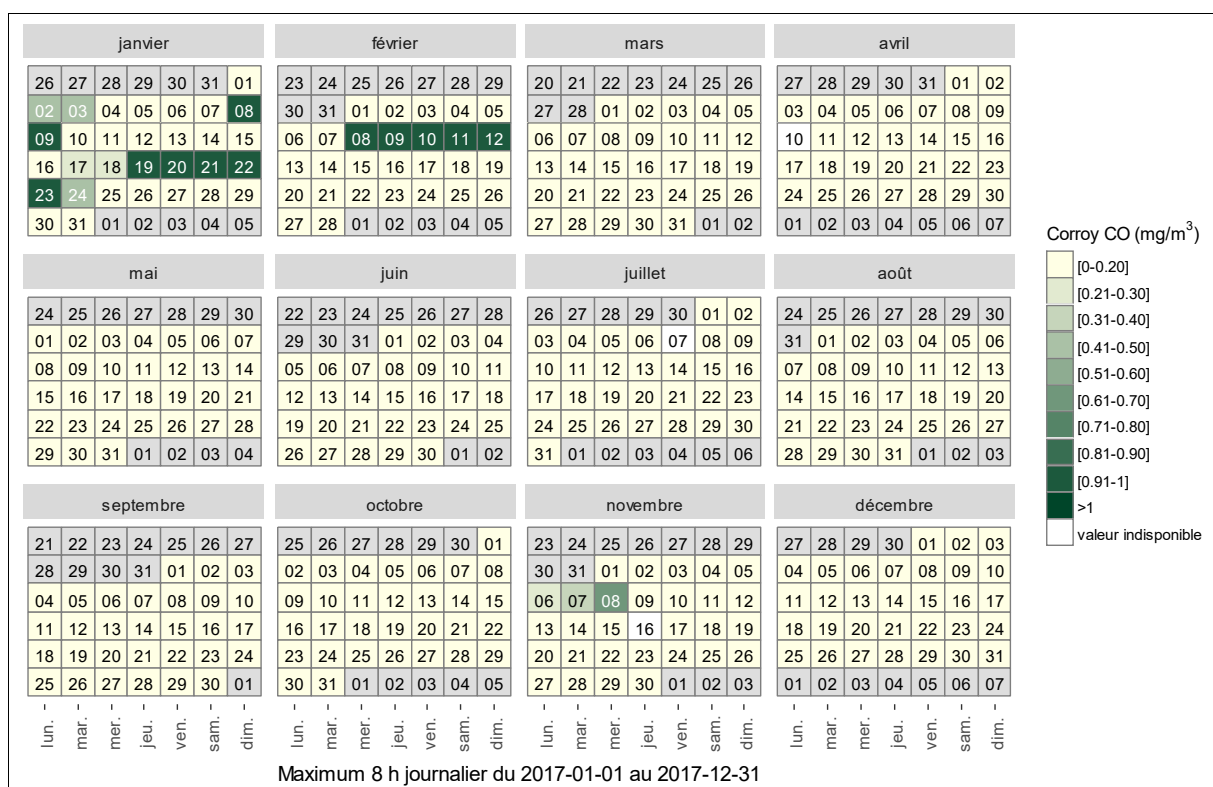 janvier février mars avril
26 27 28 29 30 31 01 23 24 25 26 27 28 29 20 21 22 23 24 25 26 27 28 29 30 31 01 02
02 03 04 05 06 07 08 30 31 01 02 03 04 05 27 28 01 02 03 04 05 03 04 05 06 07 08 09
09 10 11 12 13 14 15 06 07 08 09 10 11 12 06 07 08 09 10 11 12 10 11 12 13 14 15 16
16 17 18 19 20 21 22 13 14 15 16 17 18 19 13 14 15 16 17 18 19 17 18 19 20 21 22 23
23 24 25 26 27 28 29 20 21 22 23 24 25 26 20 21 22 23 24 25 26 24 25 26 27 28 29 30
30 31 01 02 03 04 05 27 28 01 02 03 04 05 27 28 29 30 31 01 02 01 02 03 04 05 06 07
mai juin juillet août
24 25 26 27 28 29 30 22 23 24 25 26 27 28 26 27 28 29 30 01 02 24 25 26 27 28 29 30
01 02 03 04 05 06 07 29 30 31 01 02 03 04 03 04 05 06 07 08 09 31 01 02 03 04 05 06
08 09 10 11 12 13 14 05 06 07 08 09 10 11 10 11 12 13 14 15 16 07 08 09 10 11 12 13
15 16 17 18 19 20 21 12 13 14 15 16 17 18 17 18 19 20 21 22 23 14 15 16 17 18 19 20
22 23 24 25 26 27 28 19 20 21 22 23 24 25 24 25 26 27 28 29 30 21 22 23 24 25 26 27
29 30 31 01 02 03 04 26 27 28 29 30 01 02 31 01 02 03 04 05 06 28 29 30 31 01 02 03
septembre octobre novembre décembre
21 22 23 24 25 26 27 25 26 27 28 29 30 01 23 24 25 26 27 28 29 27 28 29 30 01 02 03
28 29 30 31 01 02 03 02 03 04 05 06 07 08 30 31 01 02 03 04 05 04 05 06 07 08 09 10
04 05 06 07 08 09 10 09 10 11 12 13 14 15 06 07 08 09 10 11 12 11 12 13 14 15 16 17
11 12 13 14 15 16 17 16 17 18 19 20 21 22 13 14 15 16 17 18 19 18 19 20 21 22 23 24
18 19 20 21 22 23 24 23 24 25 26 27 28 29 20 21 22 23 24 25 26 25 26 27 28 29 30 31
25 26 27 28 29 30 01 30 31 01 02 03 04 05 27 28 29 30 01 02 03 01 02 03 04 05 06 07
lun. mar. mer. jeu. ven. sam. dim. lun. mar. mer. jeu. ven. sam. dim. lun. mar. mer. jeu. ven. sam. dim. lun. mar. mer. jeu. ven. sam. dim.
Maximum 8 h journalier du 2017-01-01 au 2017-12-31
Corroy CO (mg/m³)
[0-0.20]
[0.21-0.30]
[0.31-0.40]
[0.41-0.50]
[0.51-0.60]
[0.61-0.70]
[0.71-0.80]
[0.81-0.90]
[0.91-1]
>1
valeur indisponible